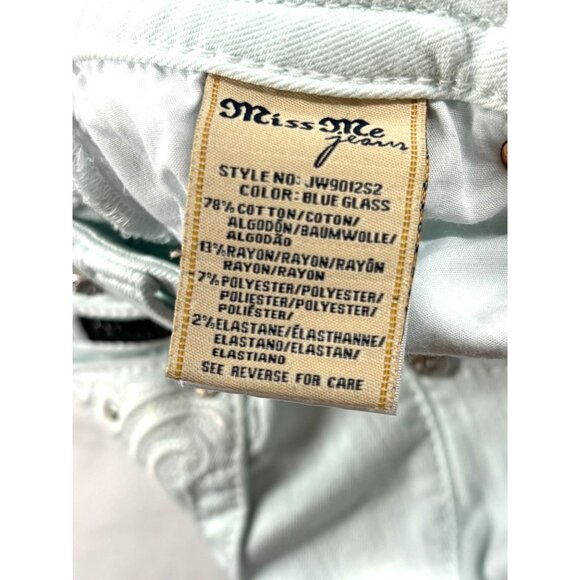 Miss Me
jeans
STYLE NO: JW9012S2
COLOR: BLUE GLASS
78% COTTON/COTON/
ALGODÓN/BAUMWOLLE/
ALGODÃO
13% RAYON/RAYON/RAYÓN
RAYON/RAYON
7% POLYESTER/POLYESTER/
POLIÉSTER/POLYESTER/
POLIÉSTER/
2% ELASTANE/ÉLASTHANNE/
ELASTANO/ELASTAN/
ELASTIANO
SEE REVERSE FOR CARE